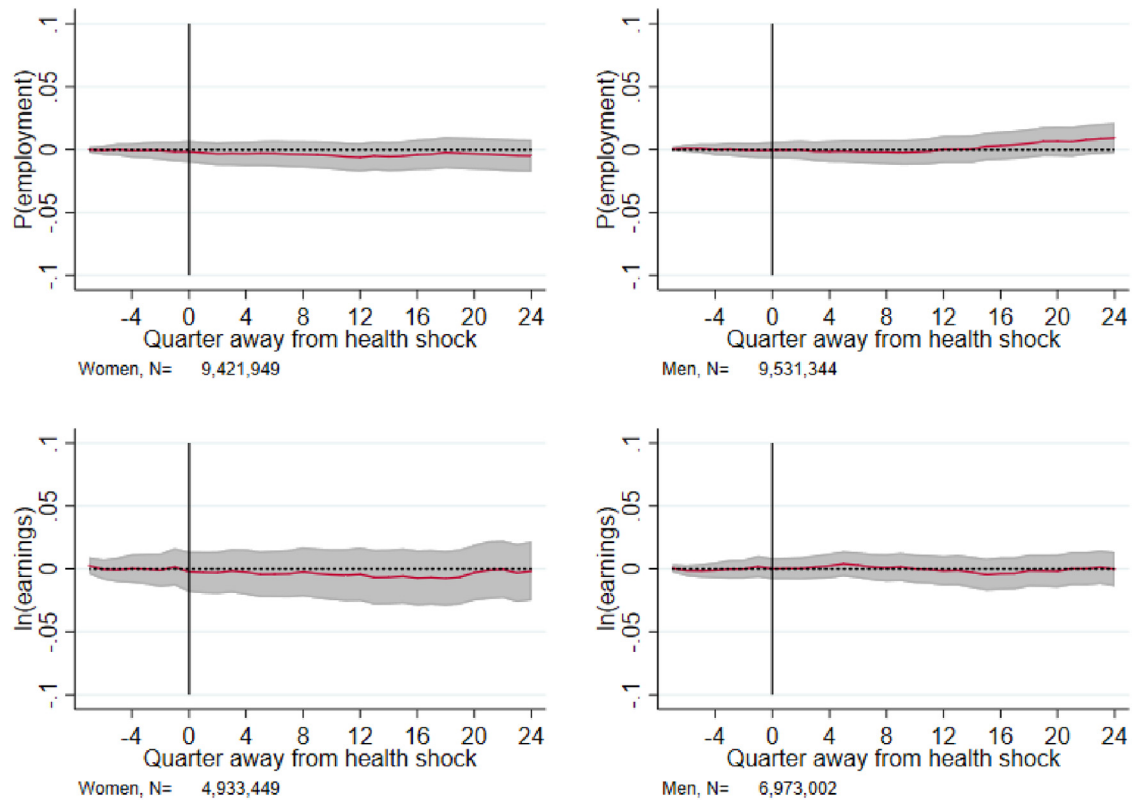 P(employment)
.1
.05
0
-.05
-.1
-4 0 4 8 12 16 20 24
Quarter away from health shock
Women, N= 9,421,949
P(employment)
.1
.05
0
-.05
-.1
-4 0 4 8 12 16 20 24
Quarter away from health shock
Men, N= 9,531,344
ln(earnings)
.1
.05
0
-.05
-.1
-4 0 4 8 12 16 20 24
Quarter away from health shock
Women, N= 4,933,449
ln(earnings)
.1
.05
0
-.05
-.1
-4 0 4 8 12 16 20 24
Quarter away from health shock
Men, N= 6,973,002